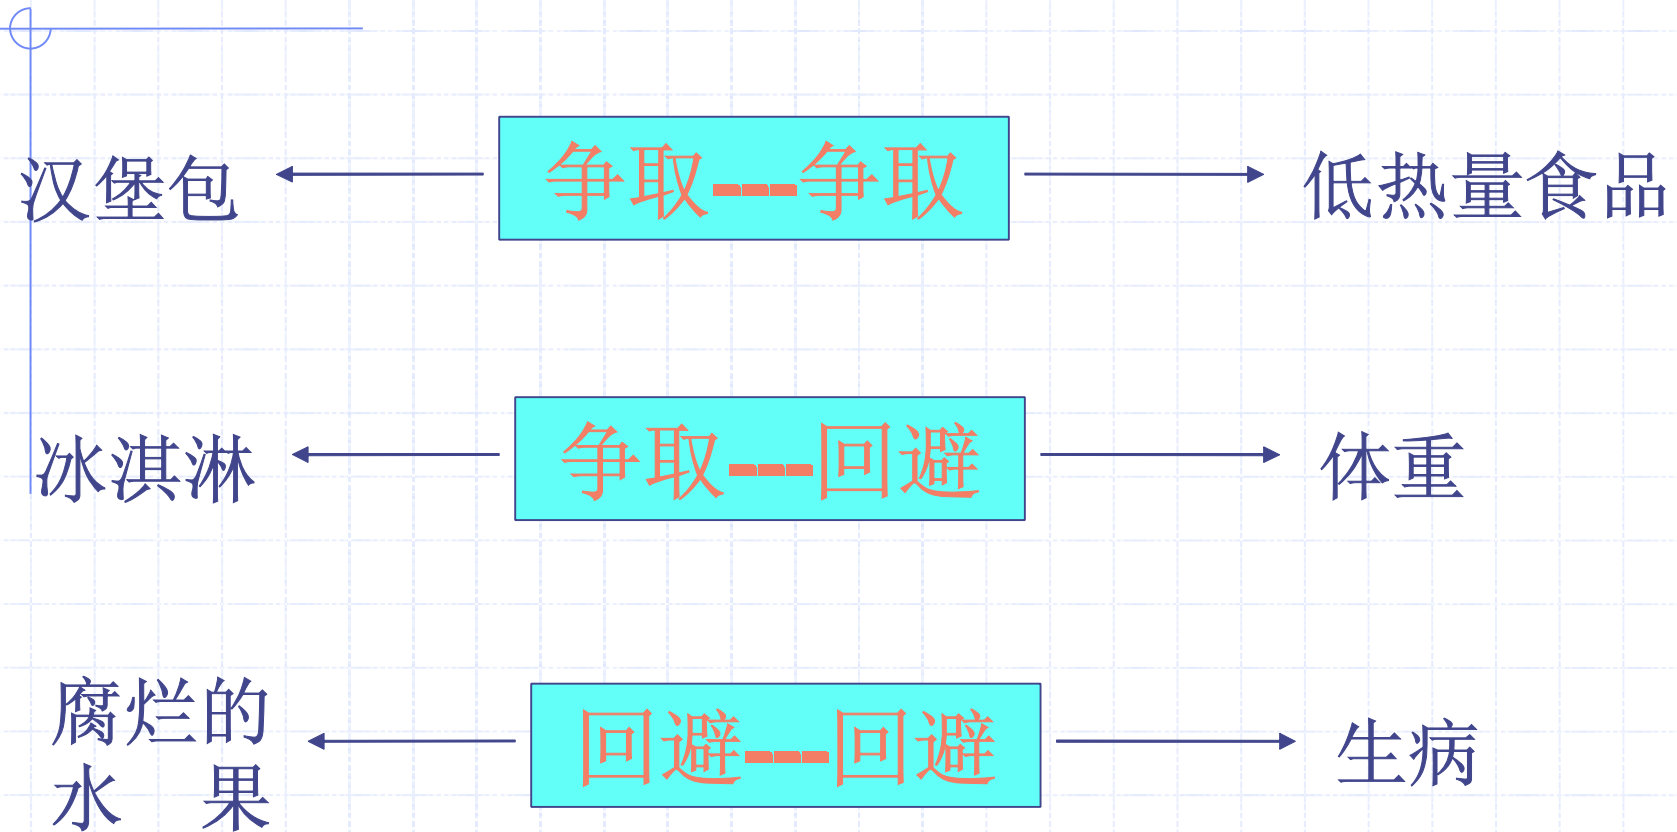 汉堡包 争取---争取 低热量食品
冰淇淋 争取---回避 体重
腐烂的
水 果 回避---回避 生病